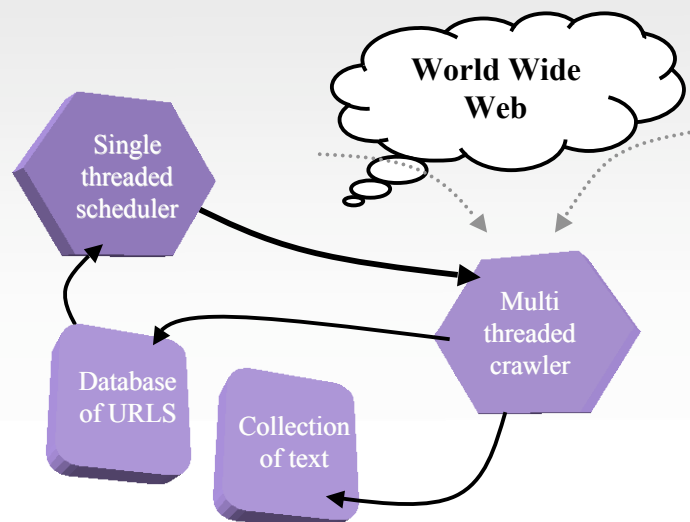 World Wide
Web
Single
threaded
scheduler
Multi
threaded
crawler
Database
of URLS
Collection
of text